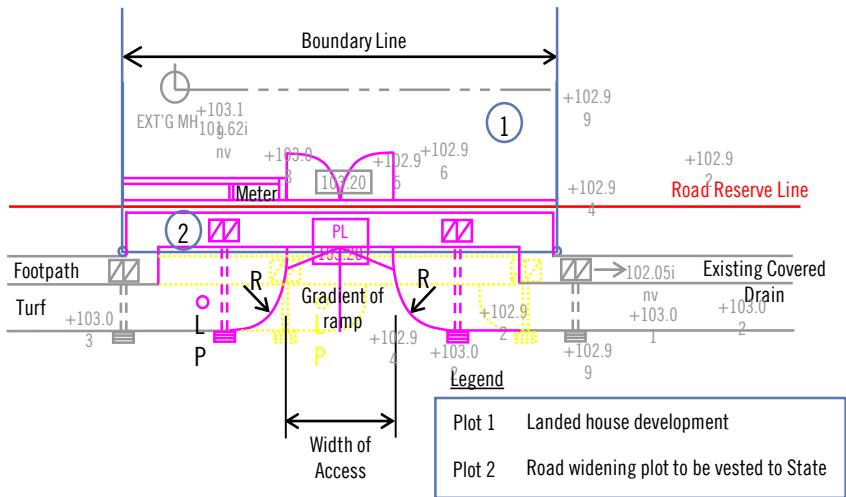 Boundary Line
EXT'G MH
+103.1
9
101.62i
nv
+103.0
8
+102.9
5
+102.9
6
1
+102.9
9
+102.9
2
103.20
Meter
+102.9
4
Road Reserve Line
2
PL
103.20
Footpath
R
R
102.05i
nv
Existing Covered
Drain
Turf
Gradient of
ramp
+103.0
3
L
P
L
P
+102.9
4
+102.9
2
+103.0
2
+103.0
1
+103.0
2
+102.9
9
Width of
Access
Legend
Plot 1 Landed house development
Plot 2 Road widening plot to be vested to State